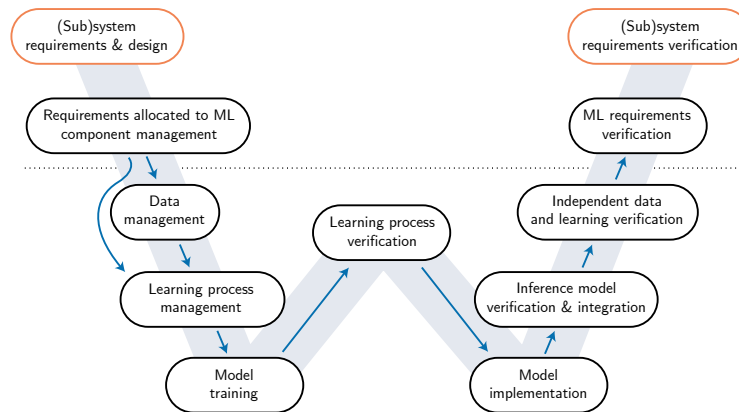 (Sub)system
requirements & design
(Sub)system
requirements verification
Requirements allocated to ML
component management
ML requirements
verification
Data
management
Learning process
verification
Independent data
and learning verification
Learning process
management
Inference model
verification & integration
Model
training
Model
implementation